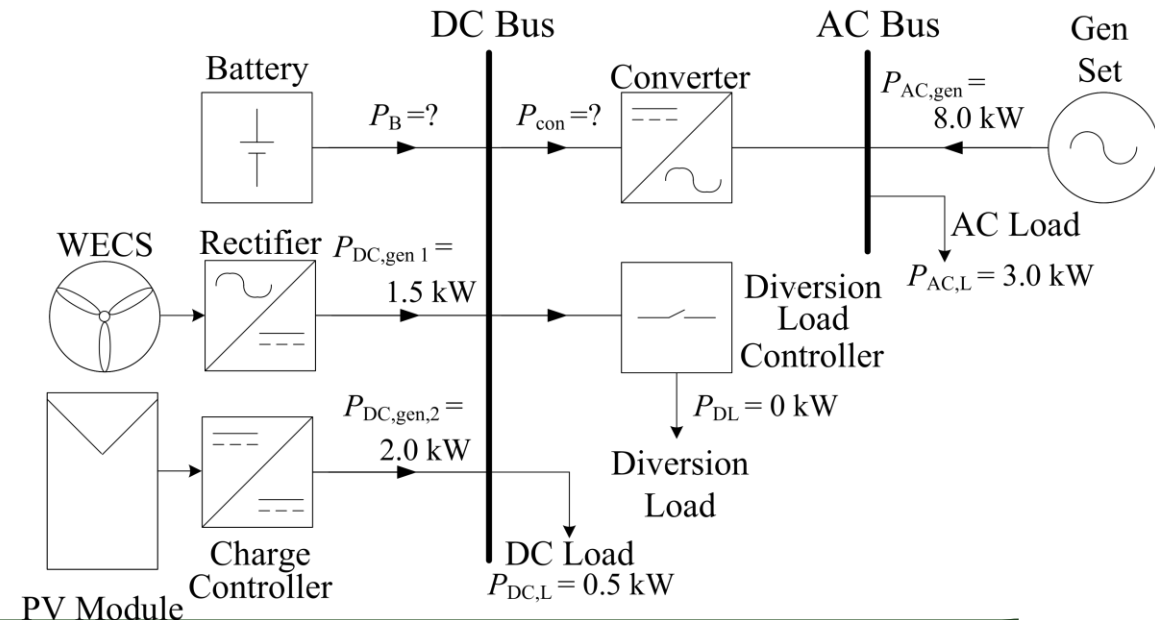 DC Bus
AC Bus
Gen
Set
Battery
Converter
P_AC,gen =
8.0 kW
P_B =?
P_con =?
WECS
Rectifier
P_DC,gen 1 =
1.5 kW
AC Load
P_AC,L = 3.0 kW
Diversion
Load
Controller
P_DC,gen,2 =
2.0 kW
P_DL = 0 kW
Diversion
Load
Charge
Controller
DC Load
P_DC,L = 0.5 kW
PV Module